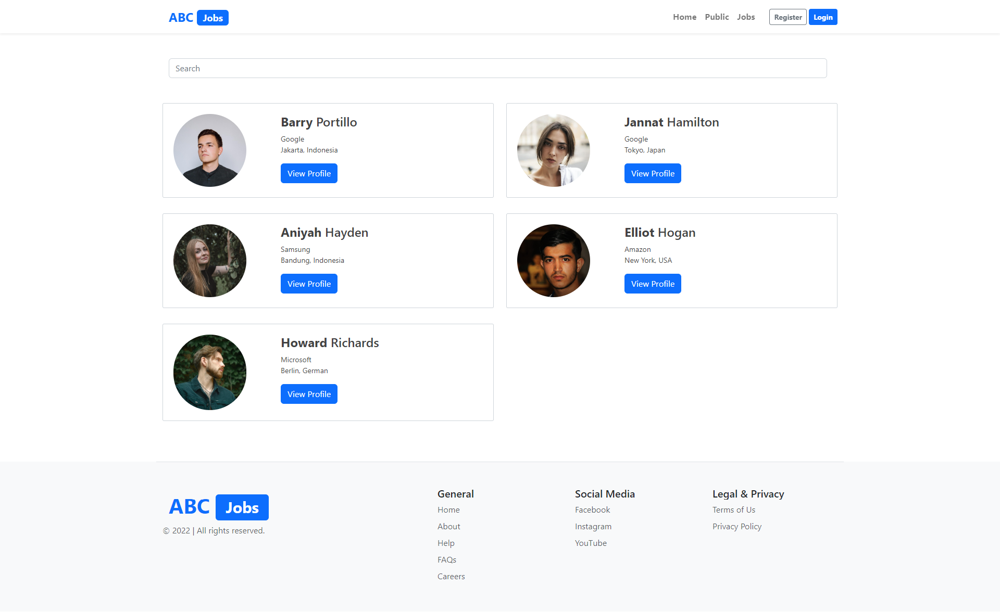 ABC Jobs
Home Public Jobs Register Login
Search
Barry Portillo
Google
Jakarta, Indonesia
View Profile
Jannat Hamilton
Google
Tokyo, Japan
View Profile
Aniyah Hayden
Samsung
Bandung, Indonesia
View Profile
Elliot Hogan
Amazon
New York, USA
View Profile
Howard Richards
Microsoft
Berlin, German
View Profile
ABC Jobs
© 2022 | All rights reserved.
General
Home
About
Help
FAQs
Careers
Social Media
Facebook
Instagram
YouTube
Legal & Privacy
Terms of Us
Privacy Policy